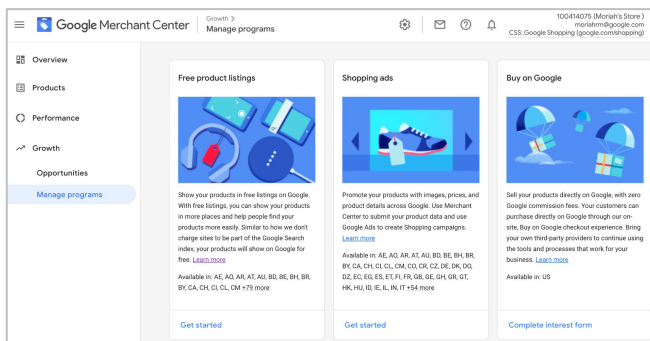 Google Merchant Center
Growth >
Manage programs
100414075 (Moriah's Store )
moriahrm@google.com
CSS: Google Shopping (google.com/shopping)
Overview
Products
Performance
Growth
Opportunities
Manage programs
Free product listings
Show your products in free listings on Google.
With free listings, you can show your products
in more places and help people find your
products more easily. Similar to how we don't
charge sites to be part of the Google Search
index, your products will show on Google for
free. Learn more
Available in: AE, AO, AR, AT, AU, BD, BE, BH, BR,
BY, CA, CH, CI, CL, CM +79 more
Get started
Shopping ads
Promote your products with images, prices, and
product details across Google. Use Merchant
Center to submit your product data and use
Google Ads to create Shopping campaigns.
Learn more
Available in: AE, AO, AR, AT, AU, BD, BE, BH, BR,
BY, CA, CH, CI, CL, CM, CO, CR, CZ, DE, DK, DO,
DZ, EC, EG, ES, ET, FI, FR, GB, GE, GH, GR, GT,
HK, HU, ID, IE, IL, IN, IT +54 more
Get started
Buy on Google
Sell your products directly on Google, with zero
Google commission fees. Your customers can
purchase directly on Google through our on-
site, Buy on Google checkout experience. Bring
your own third-party providers to continue using
the tools and processes that work for your
business. Learn more
Available in: US
Complete interest form